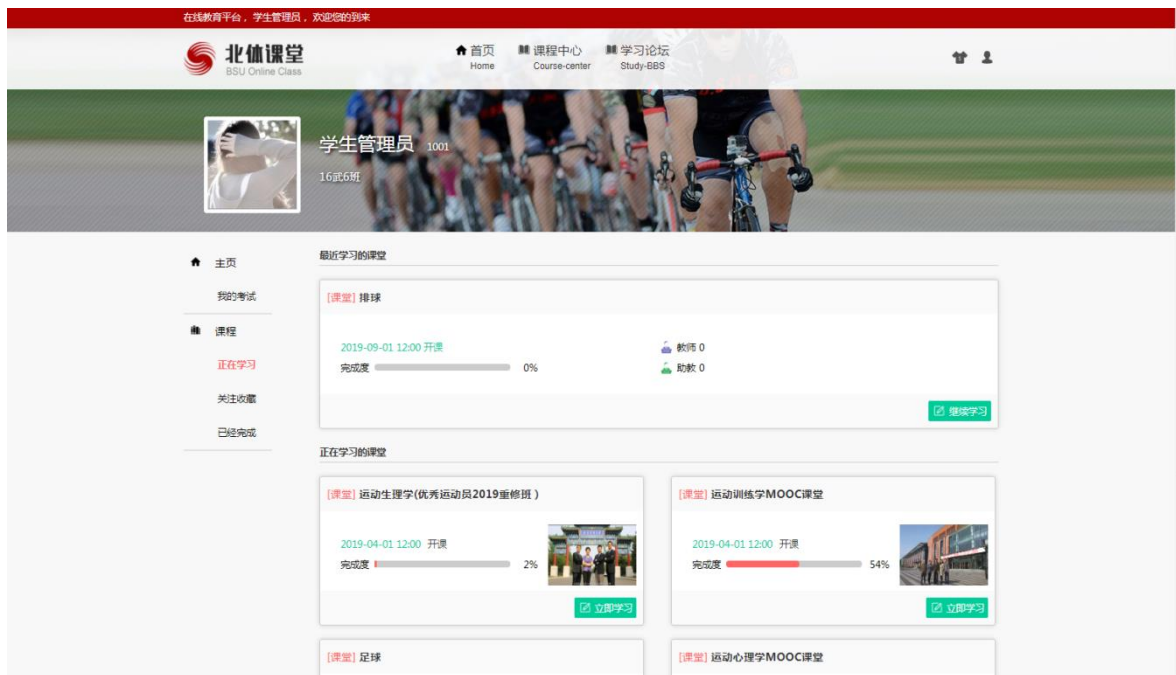 在线教育平台，学生管理员，欢迎您的到来
北体课堂
BSU Online Class
首页
Home
课程中心
Course-center
学习论坛
Study-BBS
学生管理员 1001
16武6班
主页
我的考试
课程
正在学习
关注收藏
已经完成
最近学习的课堂
[课堂] 排球
2019-09-01 12:00 开课
教师 0
完成度 0%
助教 0
继续学习
正在学习的课堂
[课堂] 运动生理学(优秀运动员2019重修班）
2019-04-01 12:00 开课
完成度 2%
立即学习
[课堂] 运动训练学MOOC课堂
2019-04-01 12:00 开课
完成度 54%
立即学习
[课堂] 足球
[课堂] 运动心理学MOOC课堂